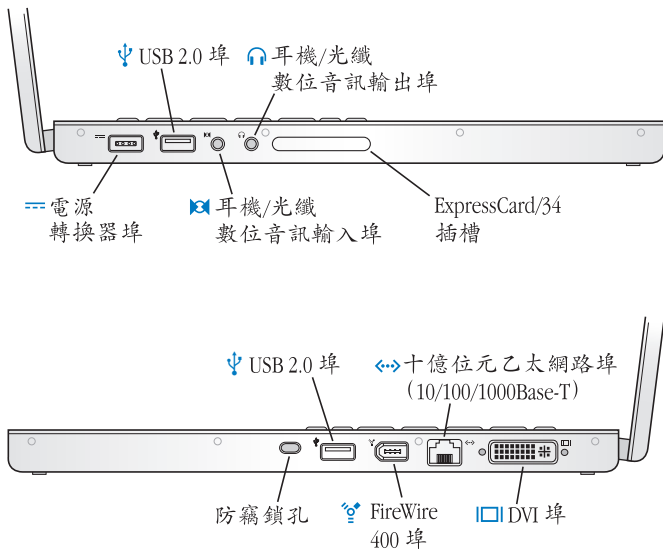 USB 2.0 埠
耳機/光纖
數位音訊輸出埠
電源
轉換器埠
耳機/光纖
數位音訊輸入埠
ExpressCard/34
插槽
USB 2.0 埠
十億位元乙太網路埠
（10/100/1000Base-T）
防竊鎖孔
FireWire
400 埠
DVI 埠